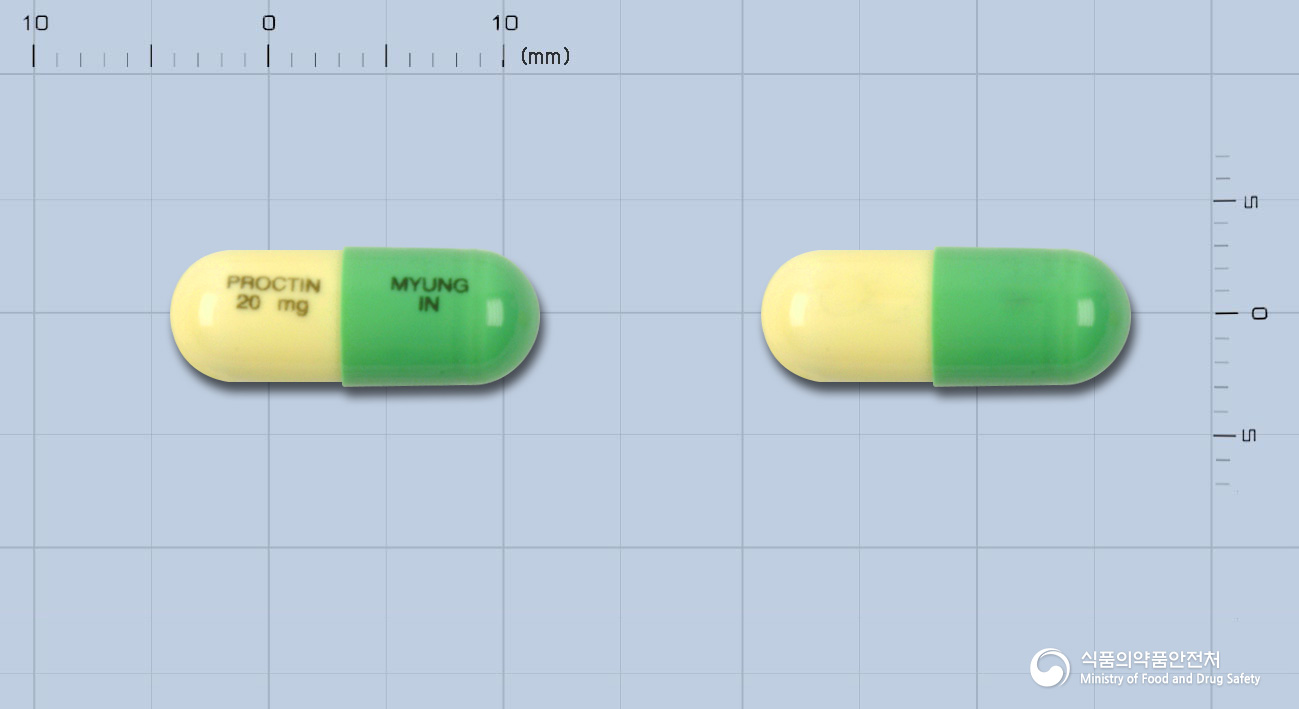 10 0 10
(mm)
PROCTIN
20 mg
MYUNG
IN
5
0
5
식품의약품안전처
Ministry of Food and Drug Safety